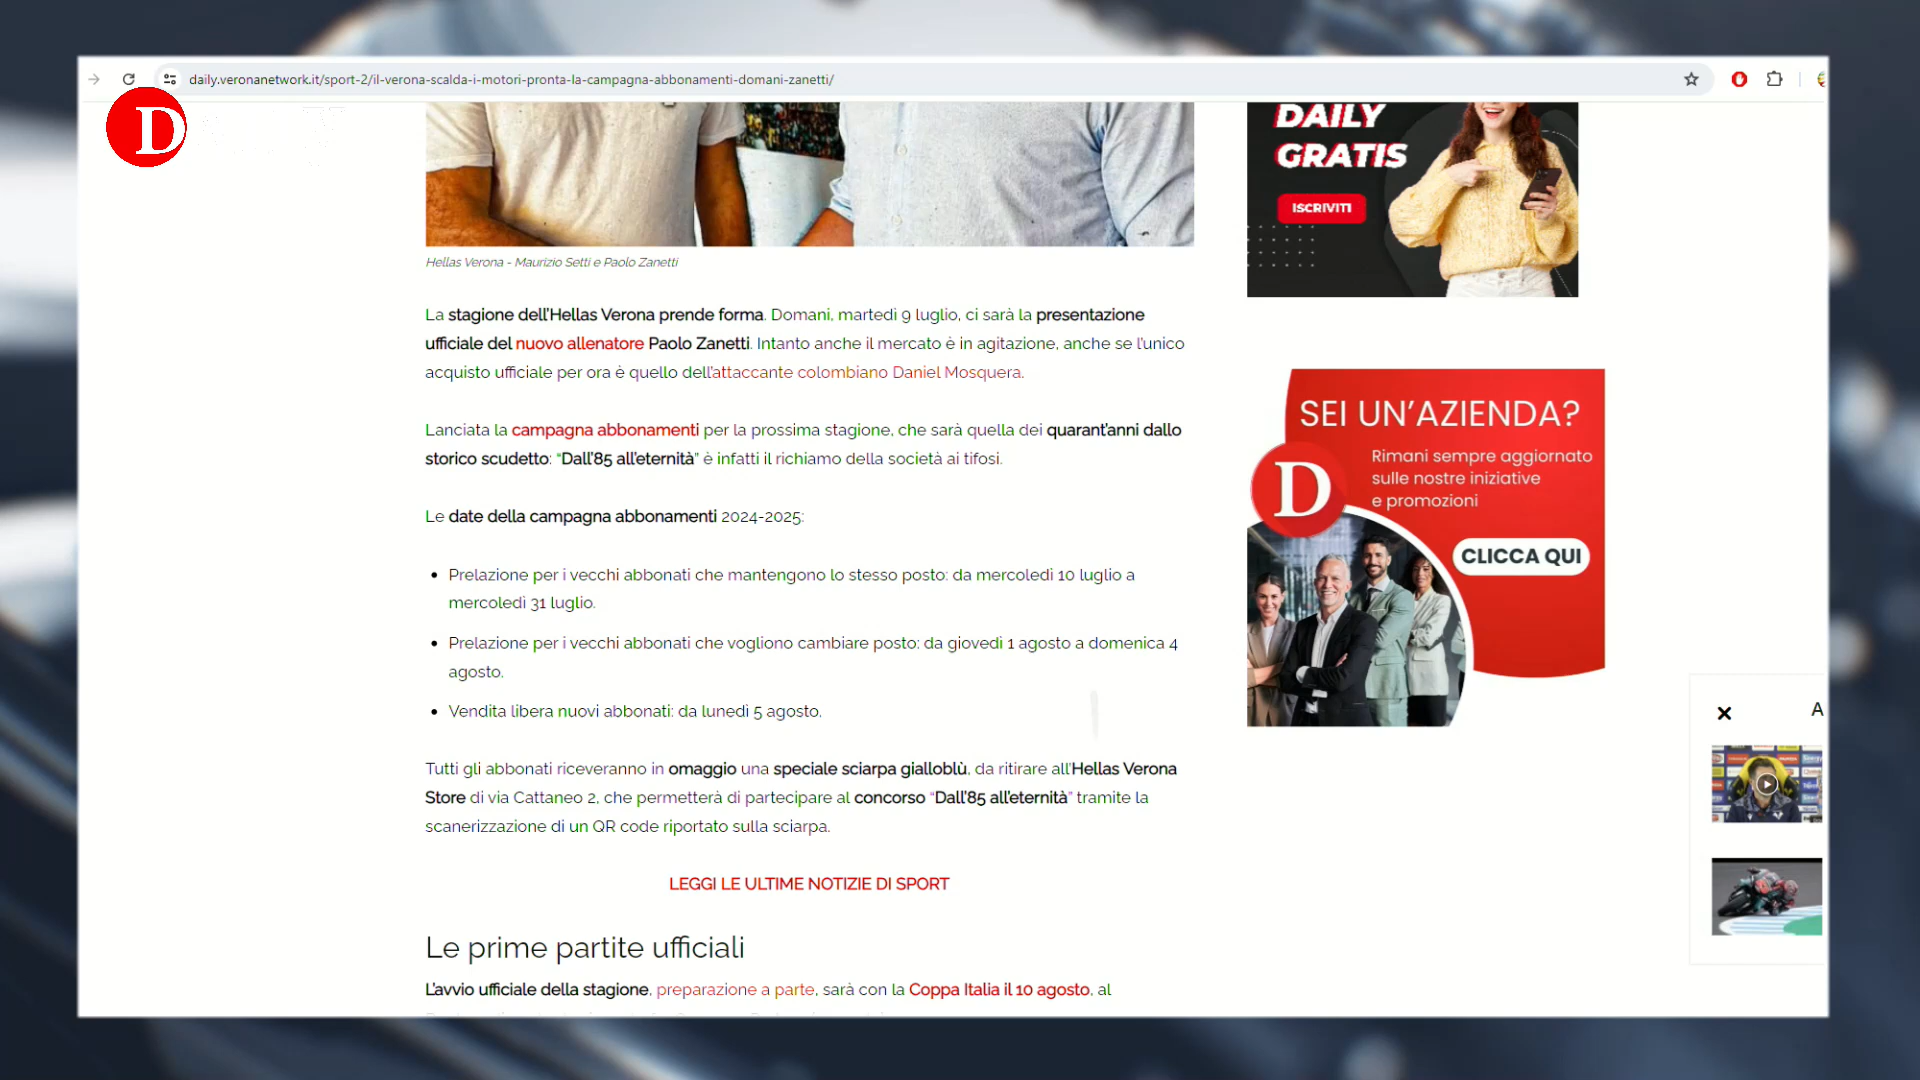 daily.veronanetwork.it/sport-2/il-verona-scalda-i-motori-pronta-la-campagna-abbonamenti-domani-zanetti/
D
DAILY
GRATIS
ISCRIVITI
Hellas Verona - Maurizio Setti e Paolo Zanetti
La stagione dell'Hellas Verona prende forma. Domani, martedì 9 luglio, ci sarà la presentazione
ufficiale del nuovo allenatore Paolo Zanetti. Intanto anche il mercato è in agitazione, anche se l'unico
acquisto ufficiale per ora è quello dell'attaccante colombiano Daniel Mosquera.
Lanciata la campagna abbonamenti per la prossima stagione, che sarà quella dei quarant'anni dallo
storico scudetto: “Dall'85 all'eternità” è infatti il richiamo della società ai tifosi.
Le date della campagna abbonamenti 2024-2025:
• Prelazione per i vecchi abbonati che mantengono lo stesso posto: da mercoledì 10 luglio a
mercoledì 31 luglio.
• Prelazione per i vecchi abbonati che vogliono cambiare posto: da giovedì 1 agosto a domenica 4
agosto.
• Vendita libera nuovi abbonati: da lunedì 5 agosto.
Tutti gli abbonati riceveranno in omaggio una speciale sciarpa gialloblù, da ritirare all'Hellas Verona
Store di via Cattaneo 2, che permetterà di partecipare al concorso “Dall'85 all'eternità” tramite la
scanerizzazione di un QR code riportato sulla sciarpa.
LEGGI LE ULTIME NOTIZIE DI SPORT
Le prime partite ufficiali
L'avvio ufficiale della stagione, preparazione a parte, sarà con la Coppa Italia il 10 agosto, al
SEI UN'AZIENDA?
Rimani sempre aggiornato
sulle nostre iniziative
e promozioni
D
CLICCA QUI
A